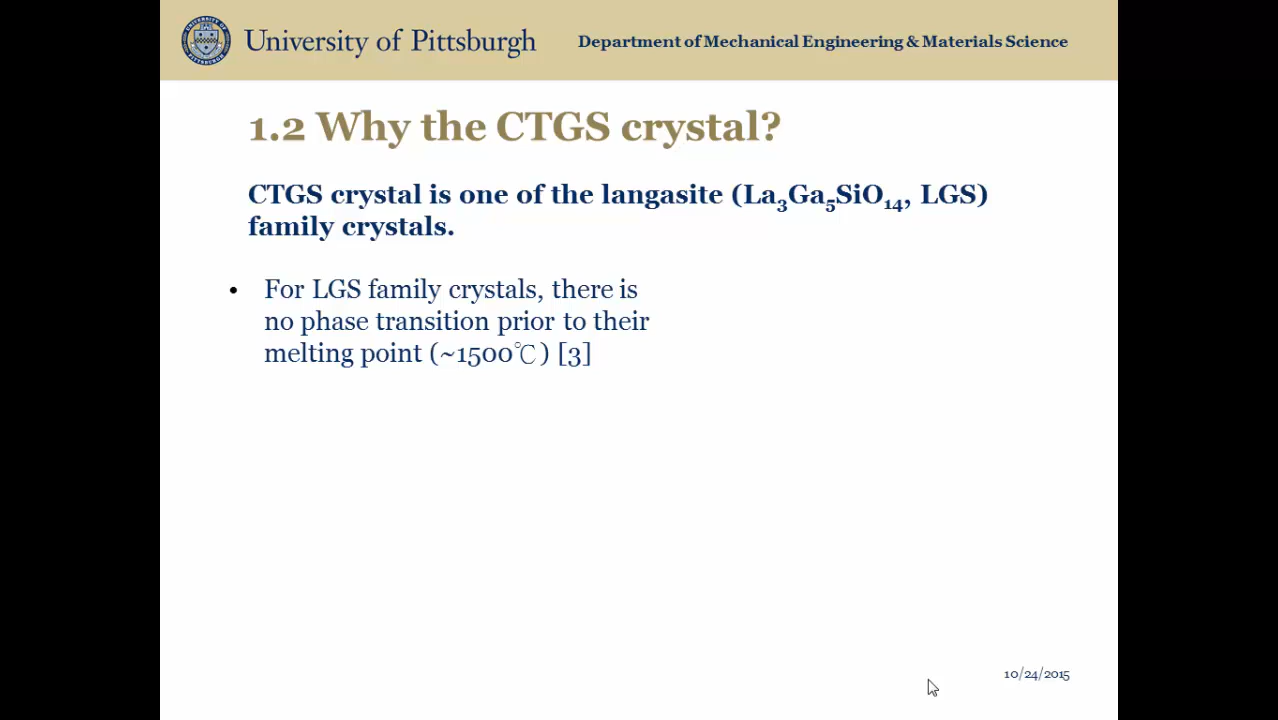 University of Pittsburgh
Department of Mechanical Engineering & Materials Science
1.2 Why the CTGS crystal?
CTGS crystal is one of the langasite (La₃Ga₅SiO₁₄, LGS)
family crystals.
• For LGS family crystals, there is
no phase transition prior to their
melting point (~1500℃) [3]
10/24/2015